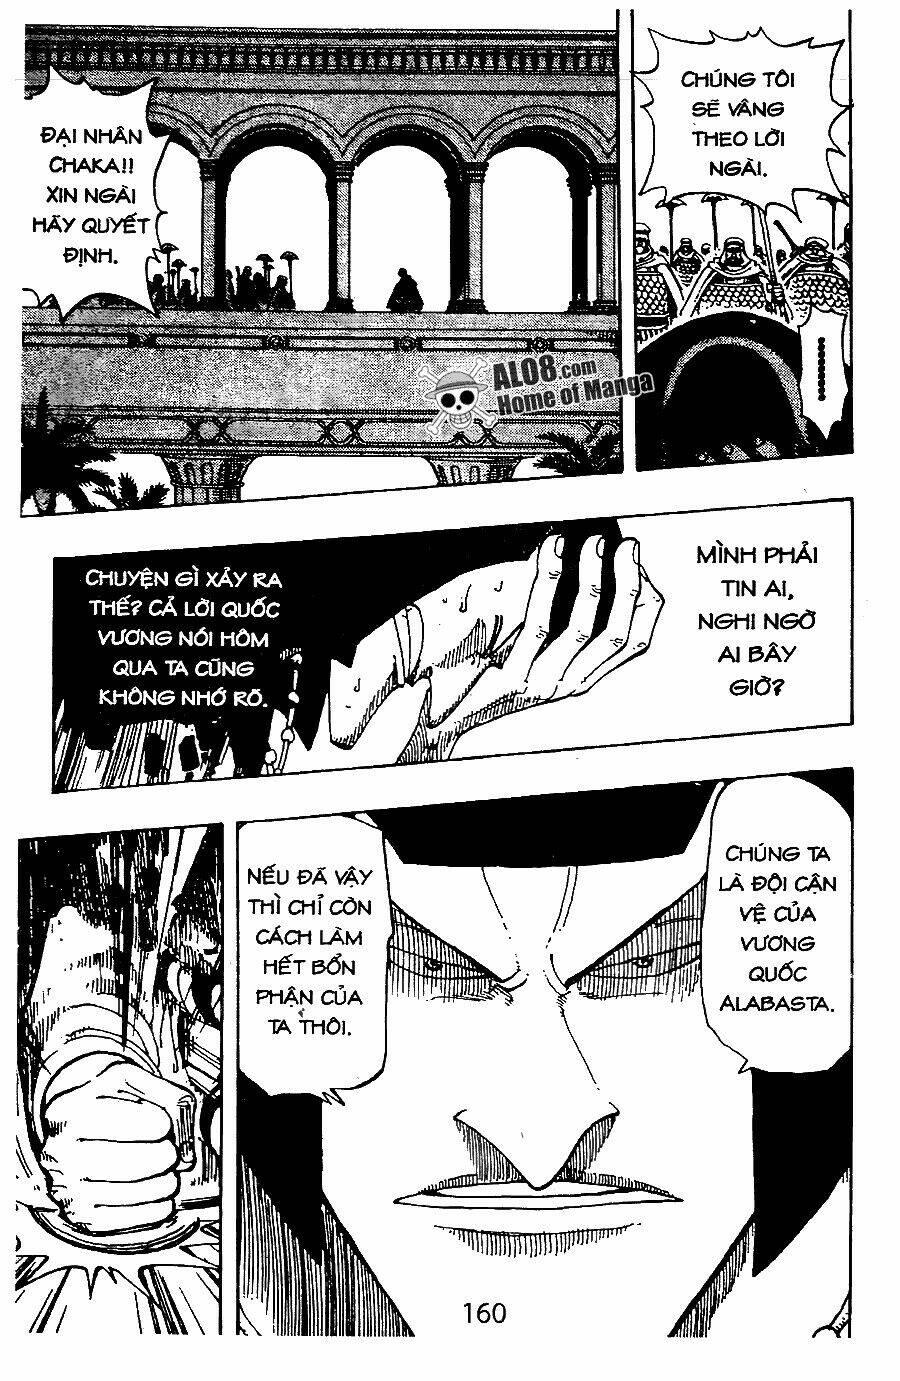 CHÚNG TÔI
SẼ VÂNG
THEO LỜI
NGÀI.
ĐẠI NHÂN
CHAKA!!
XIN NGÀI
HÃY QUYẾT
ĐỊNH.
AL08.com
Home of Manga
MÌNH PHẢI
TIN AI,
NGHI NGỜ
AI BÂY
GIỜ?
CHUYỆN GÌ XẢY RA
THẾ? CẢ LỜI QUỐC
VƯƠNG NÓI HÔM
QUA TA CŨNG
KHÔNG NHỚ RÕ.
CHÚNG TA
LÀ ĐỘI CẬN
VỆ CỦA
VƯƠNG
QUỐC
ALABASTA.
NẾU ĐÃ VẬY
THÌ CHỈ CÒN
CÁCH LÀM
HẾT BỔN
PHẬN CỦA
TA THÔI.
160